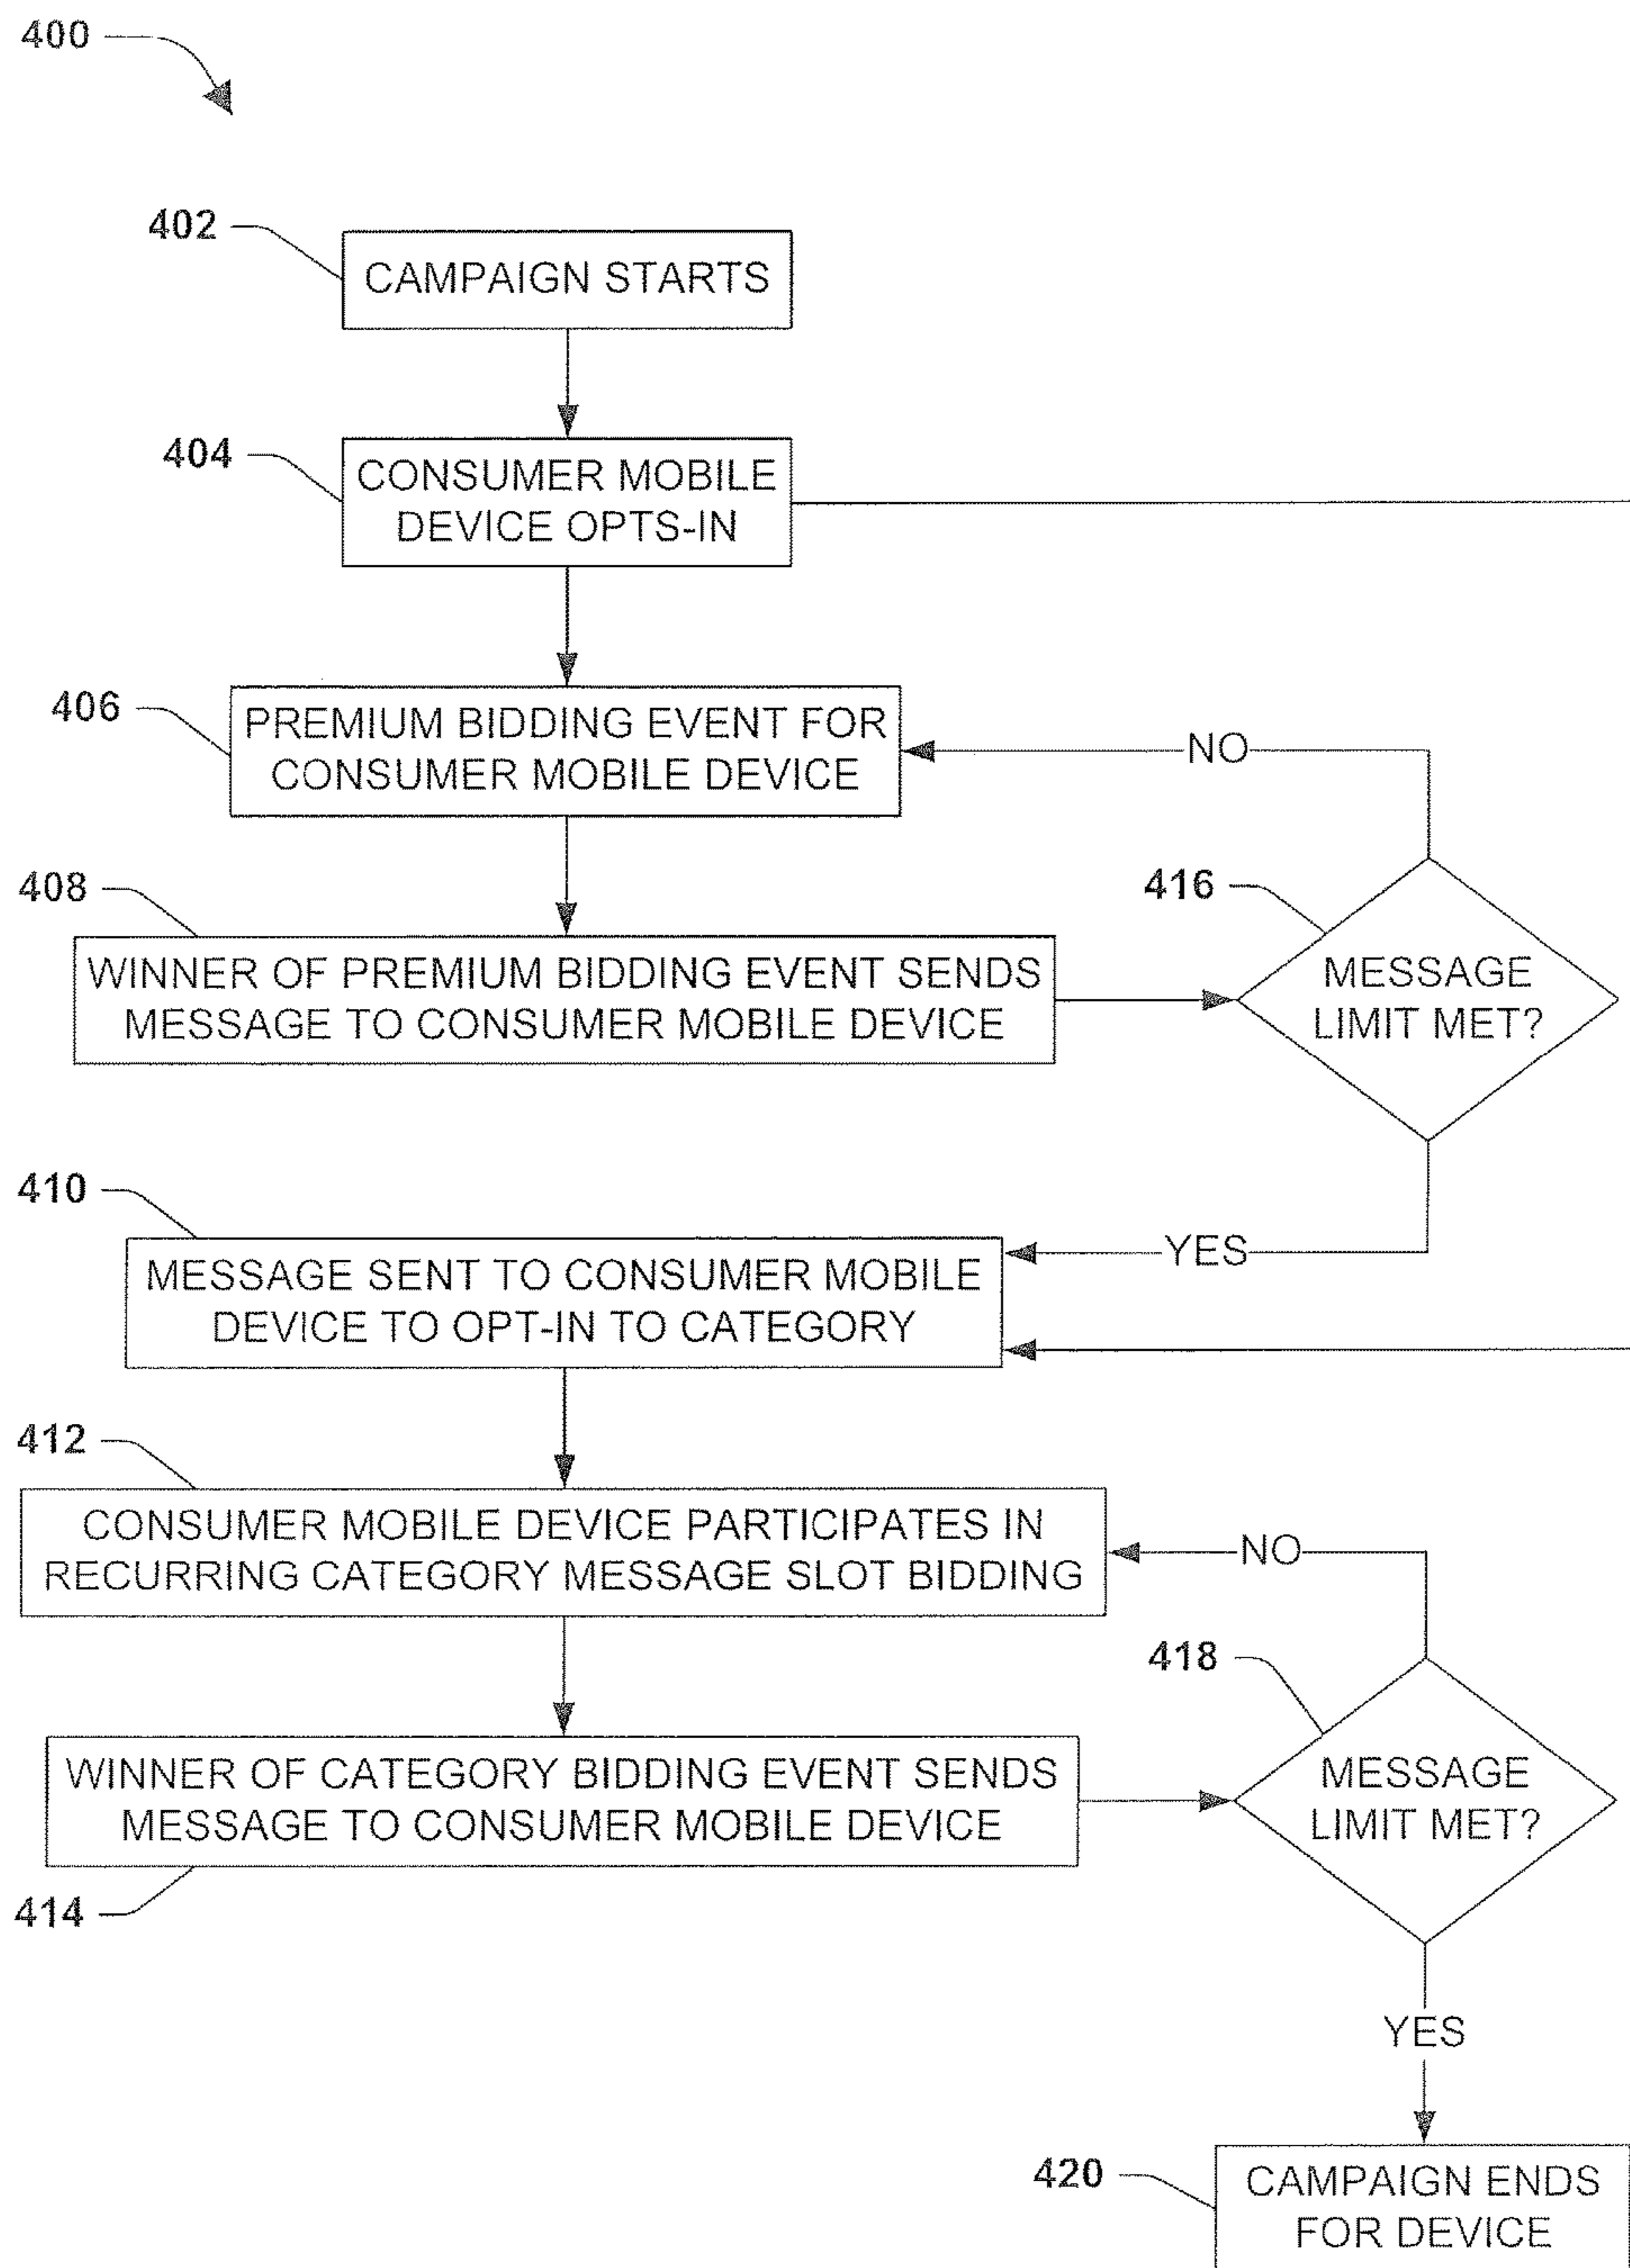 400
402
CAMPAIGN STARTS
404
CONSUMER MOBILE
DEVICE OPTS-IN
406
PREMIUM BIDDING EVENT FOR
CONSUMER MOBILE DEVICE
NO
408
416
WINNER OF PREMIUM BIDDING EVENT SENDS
MESSAGE TO CONSUMER MOBILE DEVICE
MESSAGE
LIMIT MET?
410
YES
MESSAGE SENT TO CONSUMER MOBILE
DEVICE TO OPT-IN TO CATEGORY
412
CONSUMER MOBILE DEVICE PARTICIPATES IN
RECURRING CATEGORY MESSAGE SLOT BIDDING
NO
418
WINNER OF CATEGORY BIDDING EVENT SENDS
MESSAGE TO CONSUMER MOBILE DEVICE
MESSAGE
LIMIT MET?
414
YES
420
CAMPAIGN ENDS
FOR DEVICE